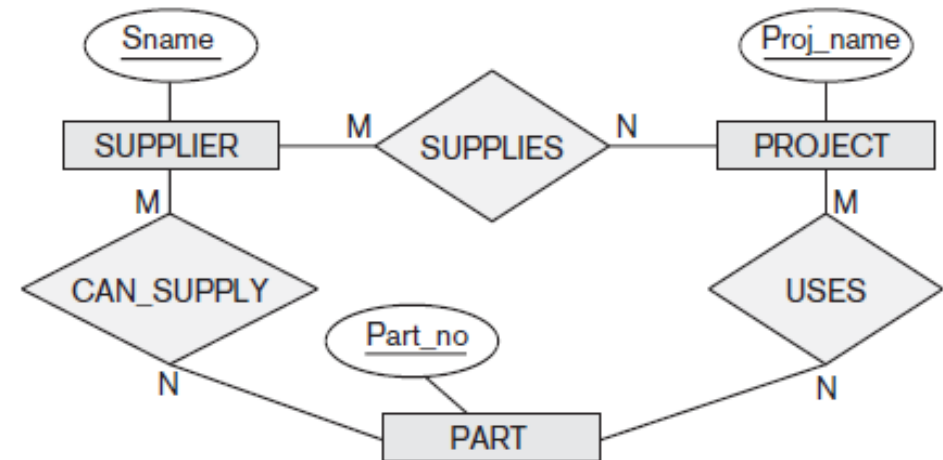 Sname
Proj_name
SUPPLIER
M
SUPPLIES
N
PROJECT
M
M
CAN_SUPPLY
USES
Part_no
N
N
PART